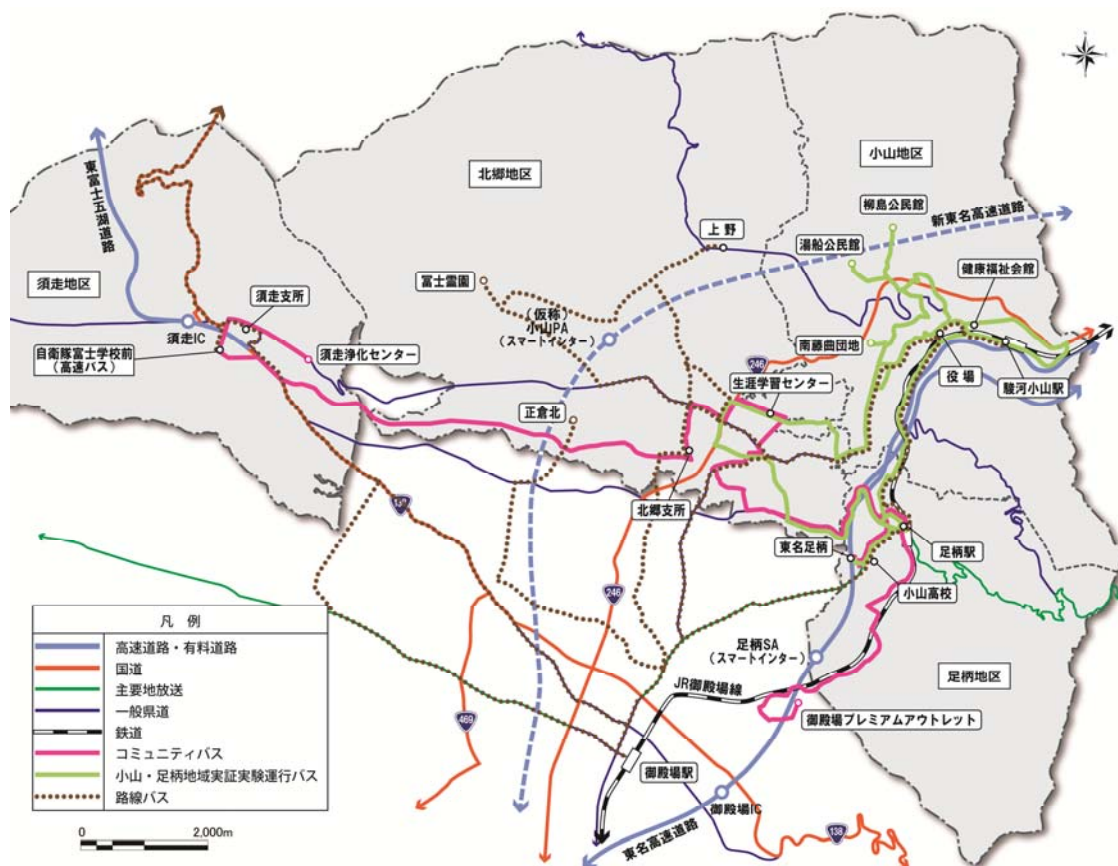 小山地区
北郷地区
柳島公民館
新東名高速道路
上野
湯船公民館
東富士五湖道路
健康福祉会館
須走地区
冨士霊園
須走支所
(仮称)
小山PA
(スマートインター)
須走IC
自衛隊富士学校前
(高速バス)
須走浄化センター
南藤曲団地
246
役場
駿河小山駅
生涯学習センター
正倉北
138
北郷支所
東名足柄
足柄駅
小山高校
246
足柄SA
(スマートインター)
足柄地区
JR御殿場線
469
御殿場プレミアムアウトレット
御殿場駅
御殿場IC
東名高速道路
138
凡例
高速道路・有料道路
国道
主要地放送
一般県道
鉄道
コミュニティバス
小山・足柄地域実証実験運行バス
路線バス
0 2,000m